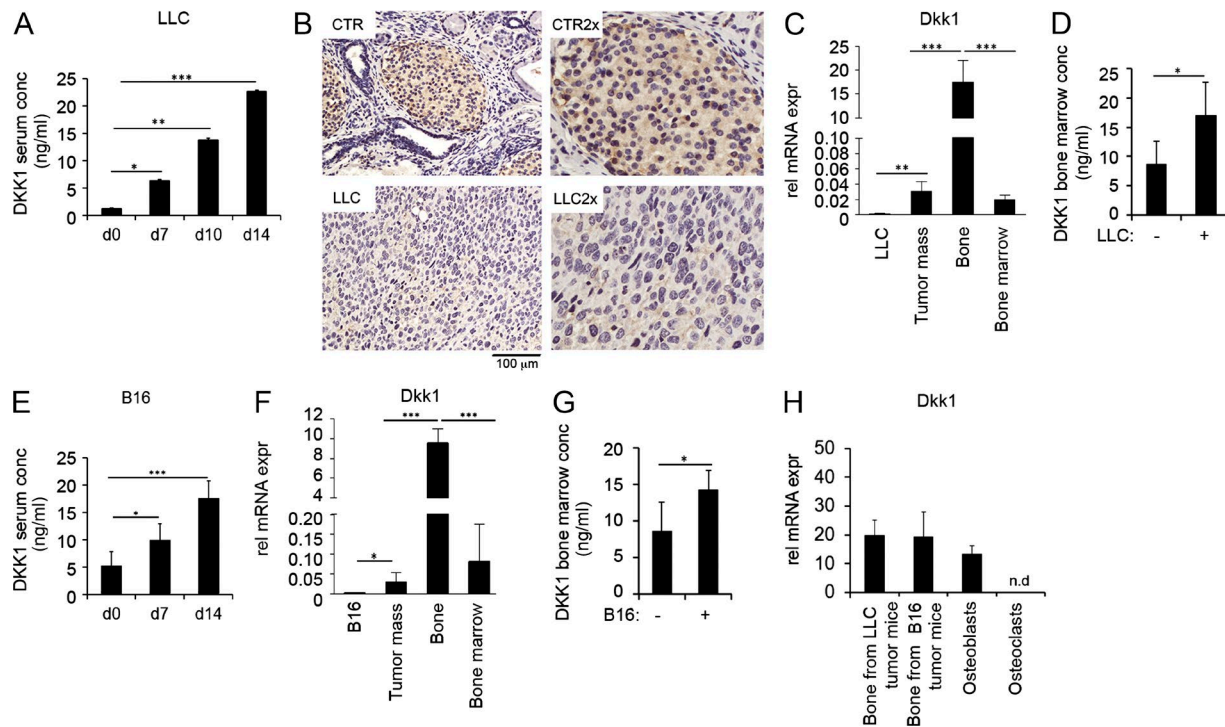 A
LLC
DKK1 serum conc
(ng/ml)
25
20
15
10
5
0
*
**
***
d0 d7 d10 d14
B
CTR
CTR2x
LLC
LLC2x
100 µm
C
Dkk1
rel mRNA expr
25
20
15
10
0.10
0.08
0.06
0.04
0.02
0
**
*** ***
LLC
Tumor mass
Bone
Bone marrow
D
DKK1 bone marrow conc
(ng/ml)
25
20
15
10
5
0
*
LLC: - +
E
B16
DKK1 serum conc
(ng/ml)
25
20
15
10
5
0
*
***
d0 d7 d14
F
Dkk1
rel mRNA expr
12
10
8
6
4
0.20
0.15
0.10
0.05
0.00
*
*** ***
B16
Tumor mass
Bone
Bone marrow
G
DKK1 bone marrow conc
(ng/ml)
20
15
10
5
0
*
B16: - +
H
Dkk1
rel mRNA expr
50
40
30
20
10
0
n.d
Bone from LLC
tumor mice
Bone from B16
tumor mice
Osteoblasts
Osteoclasts